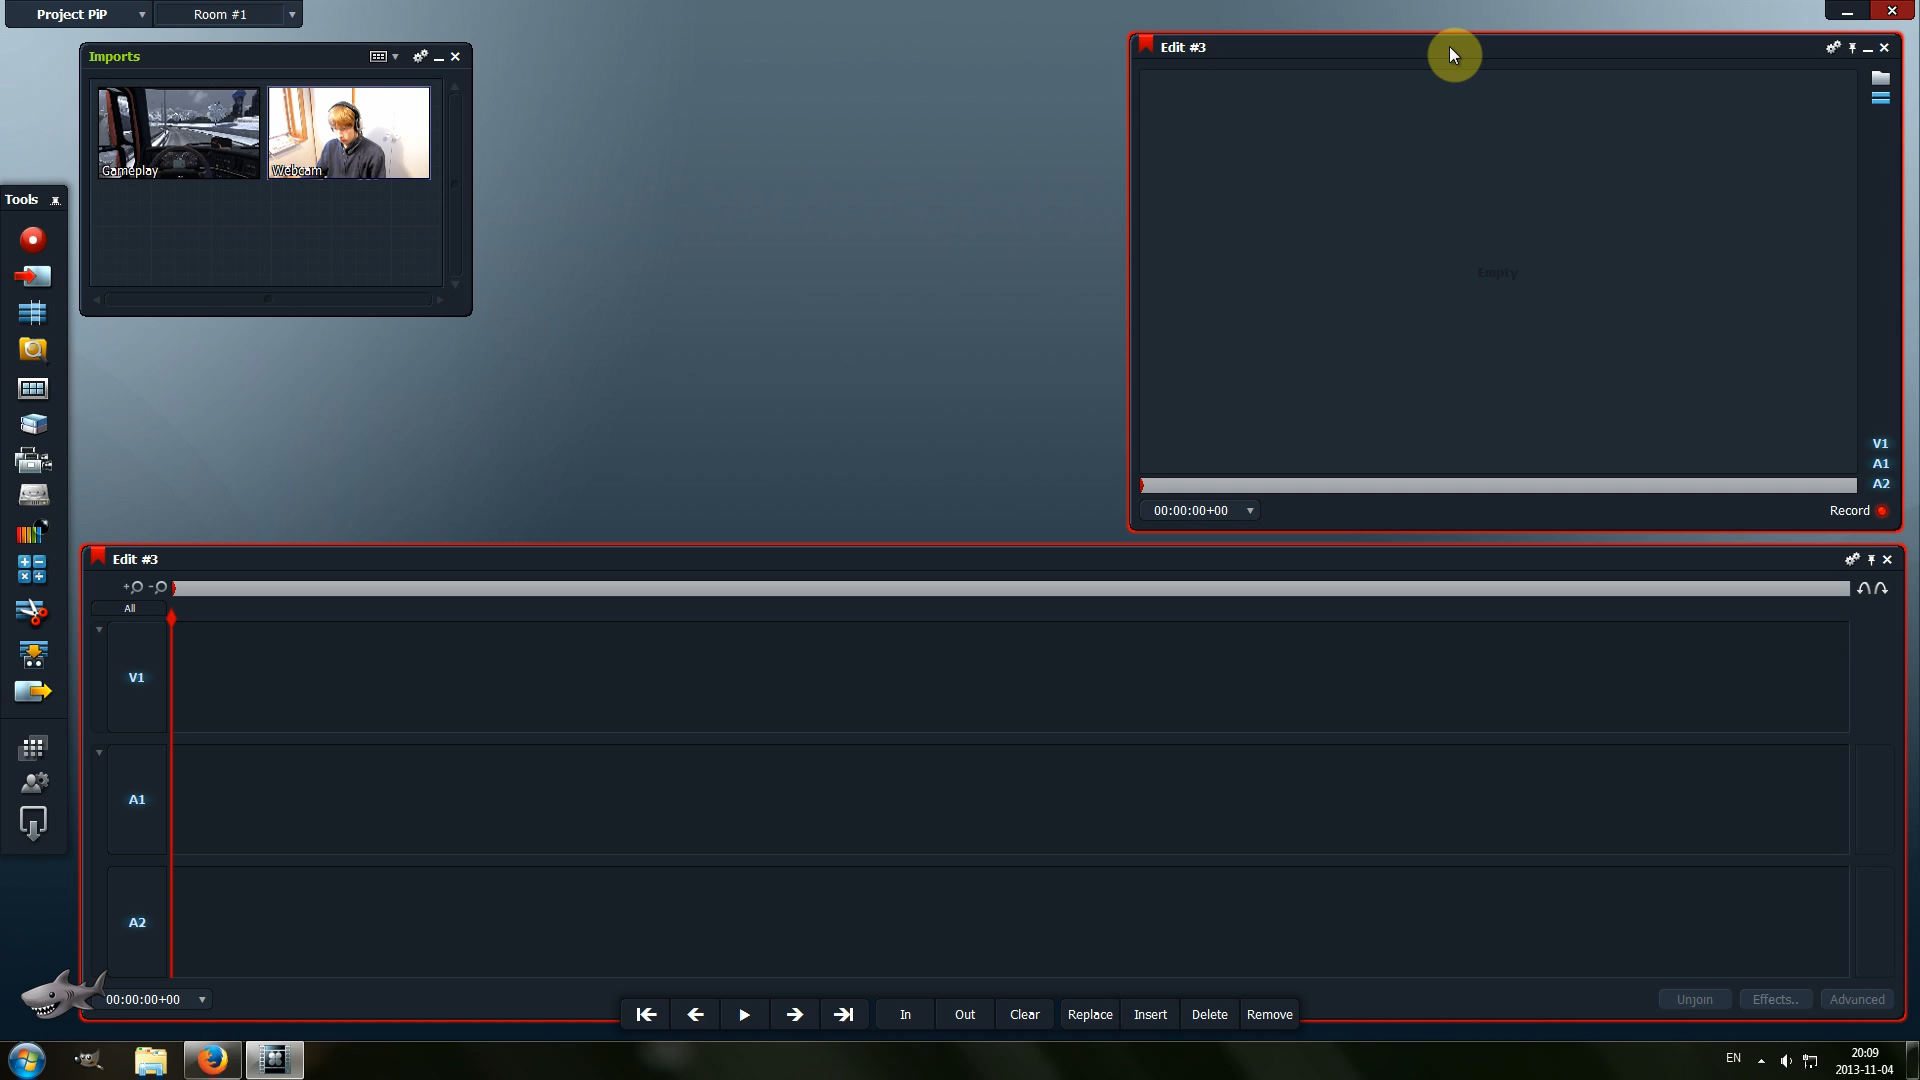 Project PiP
Room #1
Imports
Gameplay
Webcam
Edit #3
Empty
V1
A1
A2
00:00:00+00
Record
Tools
Edit #3
All
V1
A1
A2
00:00:00+00
In
Out
Clear
Replace
Insert
Delete
Remove
Unjoin
Effects..
Advanced
EN
20:09
2013-11-04